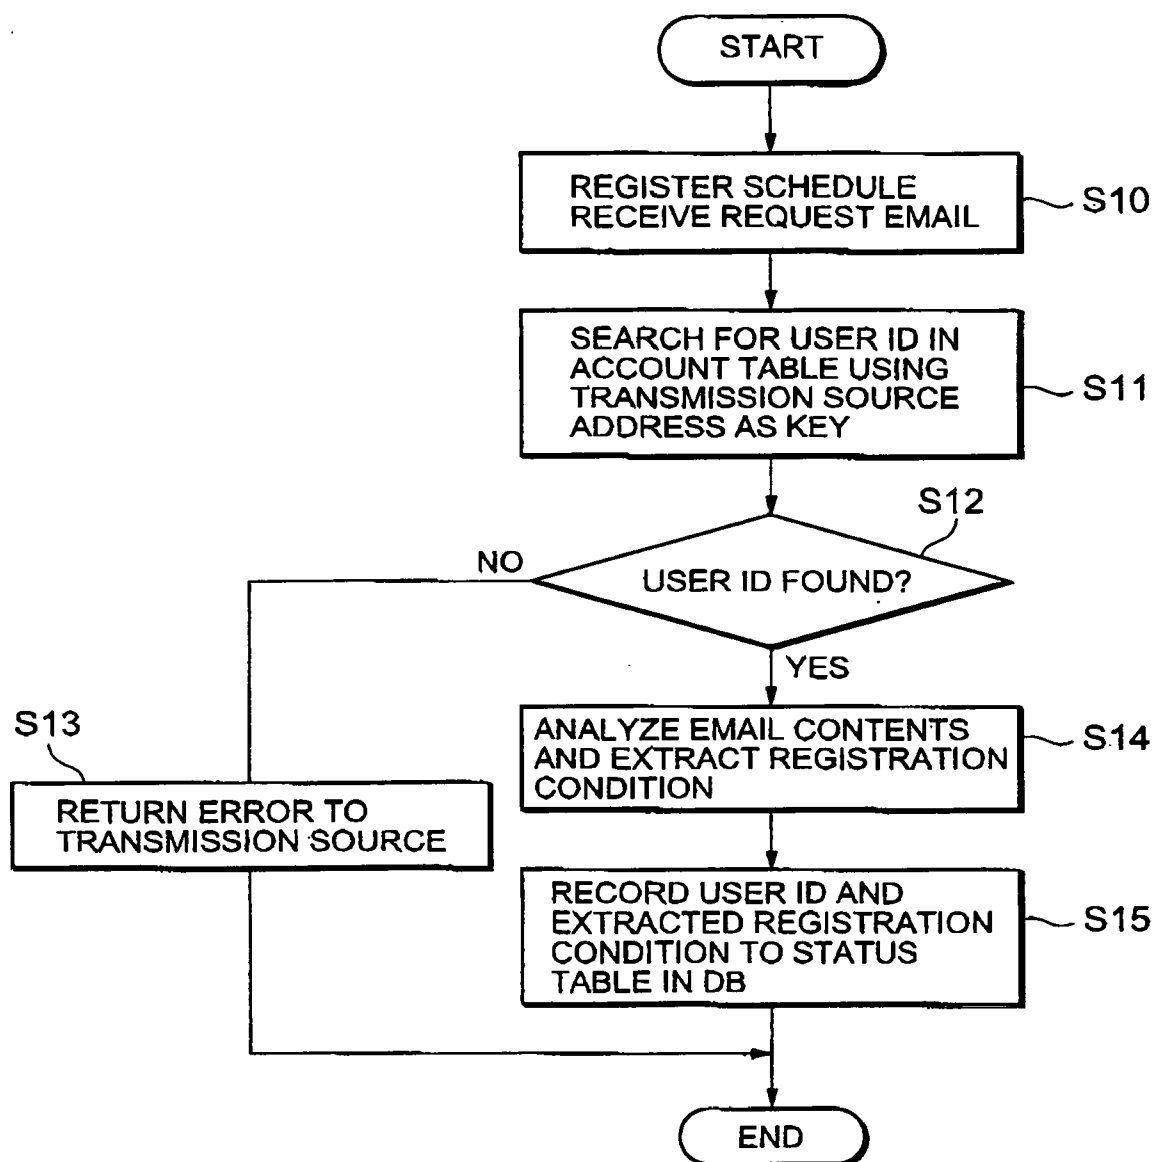 START
REGISTER SCHEDULE
RECEIVE REQUEST EMAIL
S10
SEARCH FOR USER ID IN
ACCOUNT TABLE USING
TRANSMISSION SOURCE
ADDRESS AS KEY
S11
S12
USER ID FOUND?
NO
YES
S13
RETURN ERROR TO
TRANSMISSION SOURCE
ANALYZE EMAIL CONTENTS
AND EXTRACT REGISTRATION
CONDITION
S14
RECORD USER ID AND
EXTRACTED REGISTRATION
CONDITION TO STATUS
TABLE IN DB
S15
END